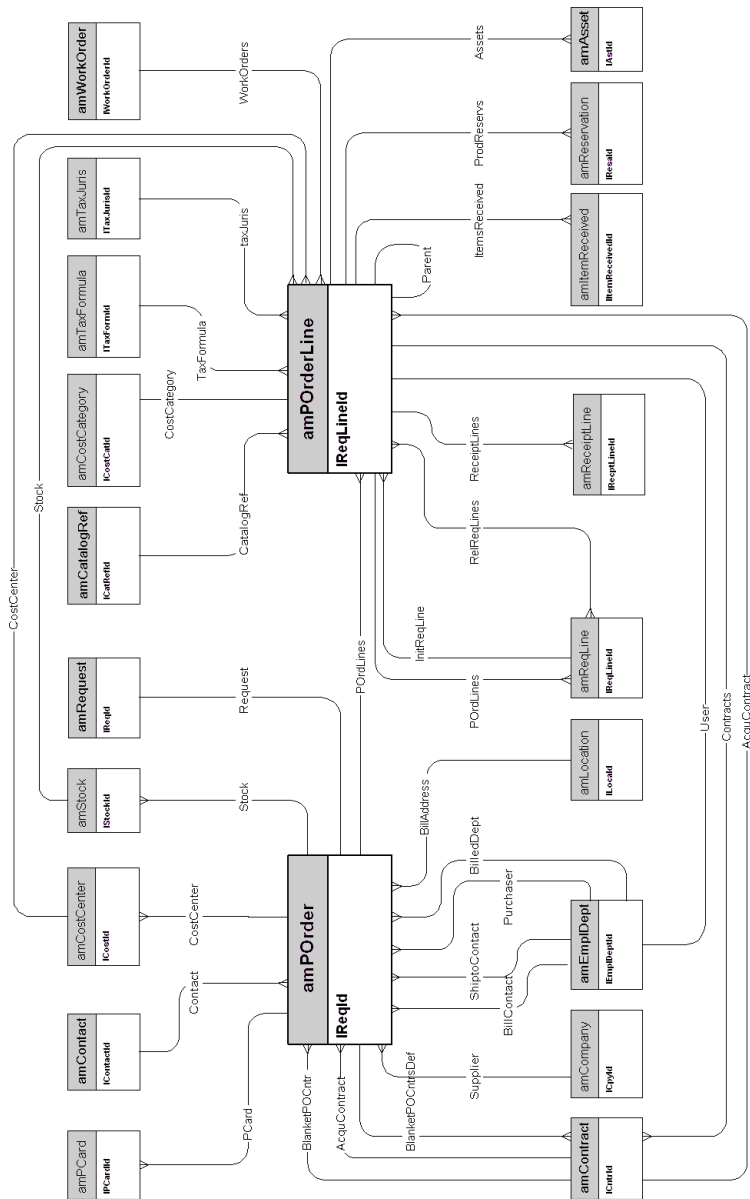 amPCard
lPCardId
amContact
lContactId
amCostCenter
lCostId
amStock
lStockId
amRequest
lReqId
amCatalogRef
lCatRefId
amCostCategory
lCostCatId
amTaxFormula
lTaxFormId
amTaxJuris
lTaxJurisId
amWorkOrder
lWorkOrderId
CostCenter
Stock
PCard
Contact
CostCenter
Stock
Request
CatalogRef
CostCategory
TaxFormula
taxJuris
WorkOrders
amPOrder
lReqId
POrdLines
amPOrderLine
lReqLineId
Parent
BlanketPOCntr
AcquContract
BlanketPOCntrsDef
Supplier
BillContact
ShiptoContact
Purchaser
BilledDept
BillAddress
POrdLines
InitReqLine
RelReqLines
ReceiptLines
ItemsReceived
ProdReservs
Assets
amContract
lCntrId
amCompany
lCpyId
amEmplDept
lEmplDeptId
amLocation
lLocaId
amReqLine
lReqLineId
amReceiptLine
lRecptLineId
amItemReceived
lItemReceivedId
amReservation
lResaId
amAsset
lAstId
User
Contracts
AcquContract